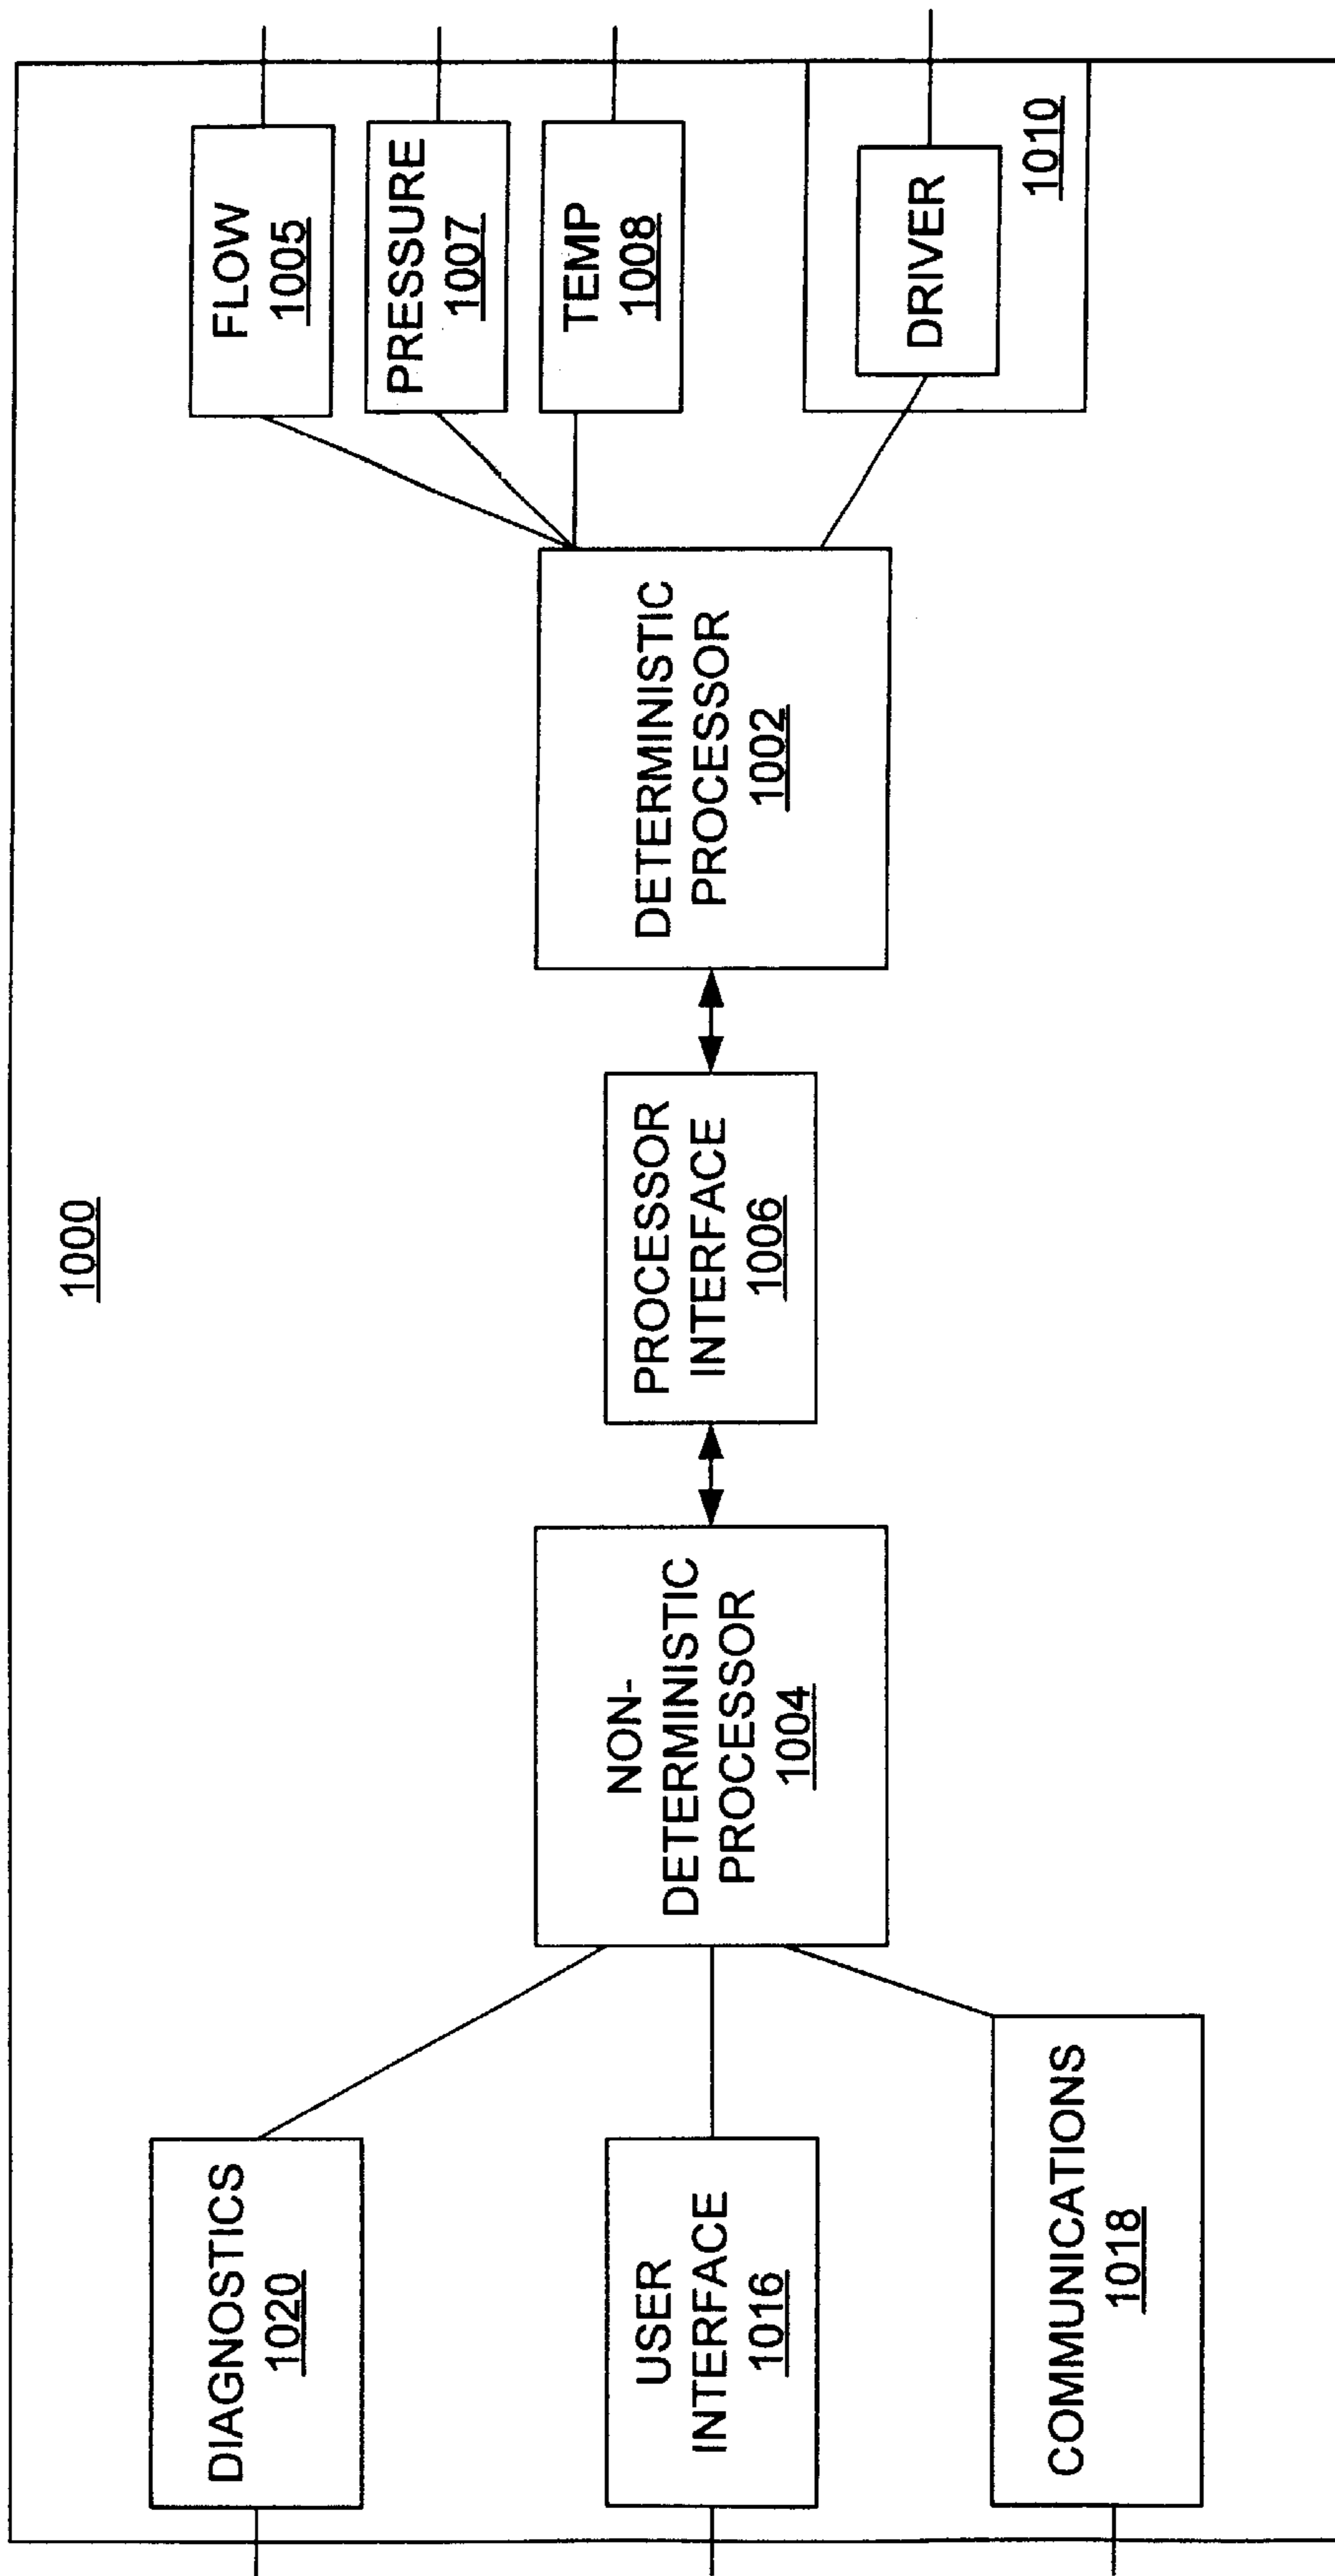 1000
DIAGNOSTICS
1020
USER
INTERFACE
1016
COMMUNICATIONS
1018
NON-
DETERMINISTIC
PROCESSOR
1004
PROCESSOR
INTERFACE
1006
DETERMINISTIC
PROCESSOR
1002
FLOW
1005
PRESSURE
1007
TEMP
1008
DRIVER
1010